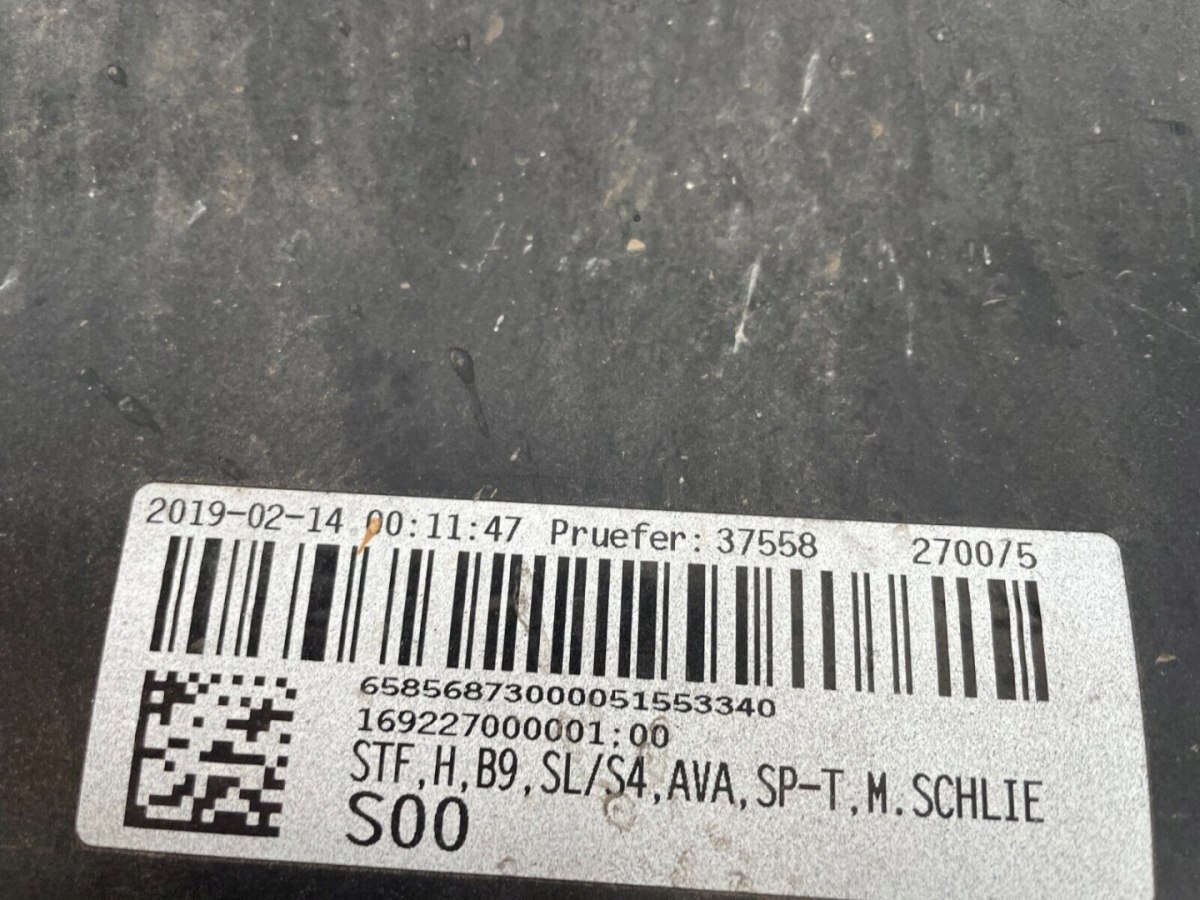 2019-02-14 00:11:47 Pruefer: 37558 270075
65856873000051553340
169227000001:00
STF,H,B9,SL/S4,AVA,SP-T,M.SCHLIE
S00